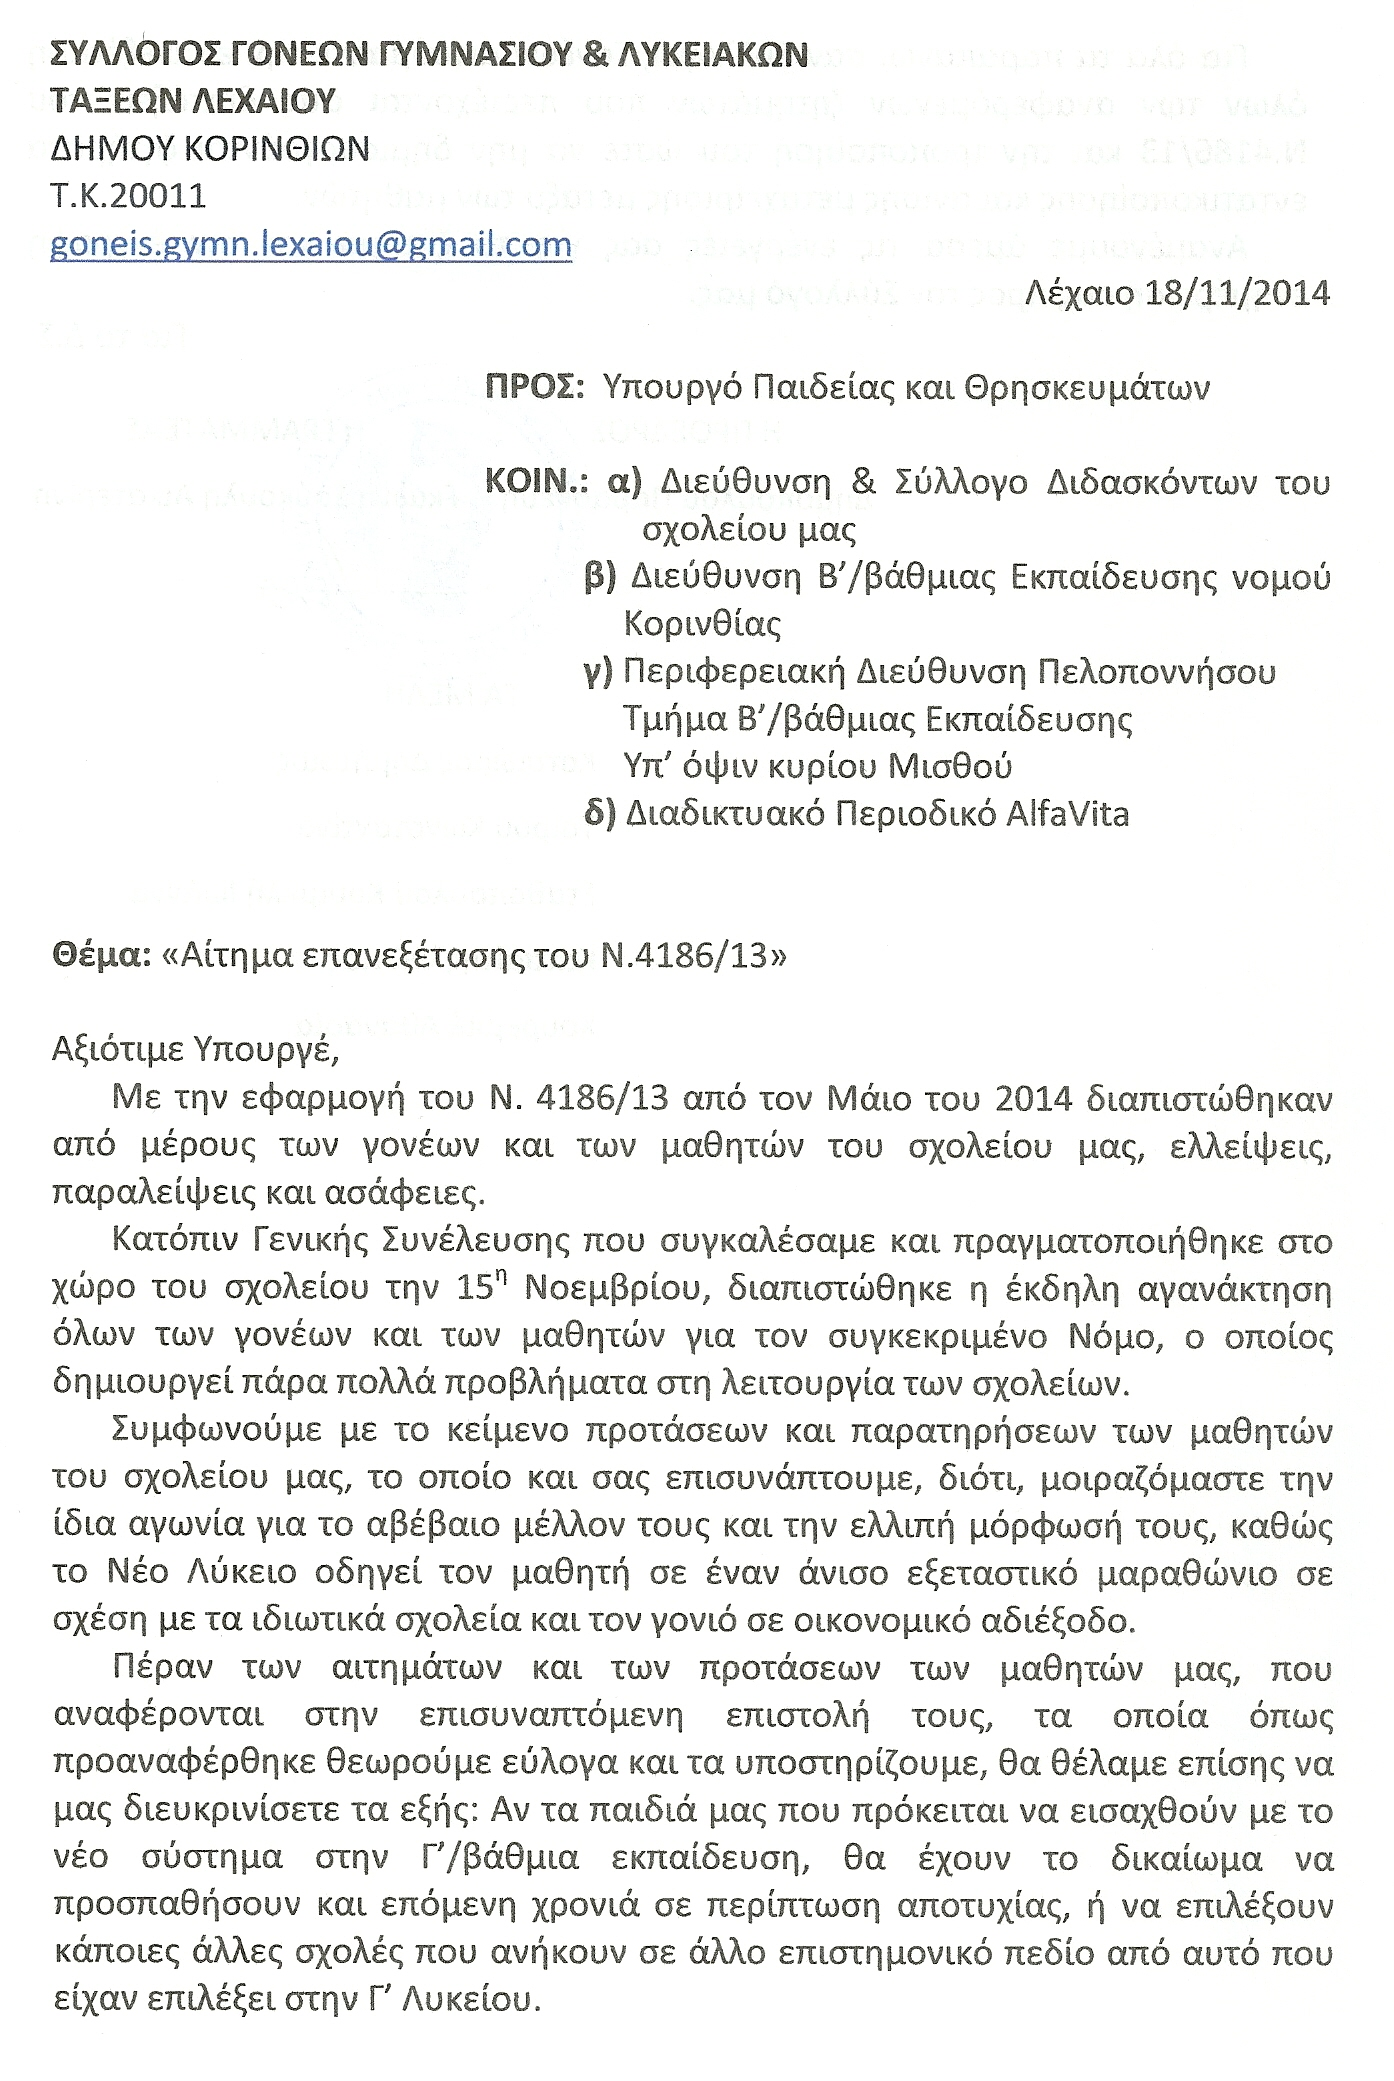 ΣΥΛΛΟΓΟΣ ΓΟΝΕΩΝ ΓΥΜΝΑΣΙΟΥ & ΛΥΚΕΙΑΚΩΝ
ΤΑΞΕΩΝ ΛΕΧΑΙΟΥ
ΔΗΜΟΥ ΚΟΡΙΝΘΙΩΝ
Τ.Κ.20011
goneis.gymn.lexaiou@gmail.com
Λέχαιο 18/11/2014
ΠΡΟΣ: Υπουργό Παιδείας και Θρησκευμάτων
ΚΟΙΝ.: α) Διεύθυνση & Σύλλογο Διδασκόντων του
σχολείου μας
β) Διεύθυνση Β’/βάθμιας Εκπαίδευσης νομού
Κορινθίας
γ) Περιφερειακή Διεύθυνση Πελοποννήσου
Τμήμα Β’/βάθμιας Εκπαίδευσης
Υπ’ όψιν κυρίου Μισθού
δ) Διαδικτυακό Περιοδικό AlfaVita
Θέμα: «Αίτημα επανεξέτασης του Ν.4186/13»
Αξιότιμε Υπουργέ,
Με την εφαρμογή του Ν. 4186/13 από τον Μάιο του 2014 διαπιστώθηκαν
από μέρους των γονέων και των μαθητών του σχολείου μας, ελλείψεις,
παραλείψεις και ασάφειες.
Κατόπιν Γενικής Συνέλευσης που συγκαλέσαμε και πραγματοποιήθηκε στο
χώρο του σχολείου την 15η Νοεμβρίου, διαπιστώθηκε η έκδηλη αγανάκτηση
όλων των γονέων και των μαθητών για τον συγκεκριμένο Νόμο, ο οποίος
δημιουργεί πάρα πολλά προβλήματα στη λειτουργία των σχολείων.
Συμφωνούμε με το κείμενο προτάσεων και παρατηρήσεων των μαθητών
του σχολείου μας, το οποίο και σας επισυνάπτουμε, διότι, μοιραζόμαστε την
ίδια αγωνία για το αβέβαιο μέλλον τους και την ελλιπή μόρφωσή τους, καθώς
το Νέο Λύκειο οδηγεί τον μαθητή σε έναν άνισο εξεταστικό μαραθώνιο σε
σχέση με τα ιδιωτικά σχολεία και τον γονιό σε οικονομικό αδιέξοδο.
Πέραν των αιτημάτων και των προτάσεων των μαθητών μας, που
αναφέρονται στην επισυναπτόμενη επιστολή τους, τα οποία όπως
προαναφέρθηκε θεωρούμε εύλογα και τα υποστηρίζουμε, θα θέλαμε επίσης να
μας διευκρινίσετε τα εξής: Αν τα παιδιά μας που πρόκειται να εισαχθούν με το
νέο σύστημα στην Γ’/βάθμια εκπαίδευση, θα έχουν το δικαίωμα να
προσπαθήσουν και επόμενη χρονιά σε περίπτωση αποτυχίας, ή να επιλέξουν
κάποιες άλλες σχολές που ανήκουν σε άλλο επιστημονικό πεδίο από αυτό που
είχαν επιλέξει στην Γ’ Λυκείου.